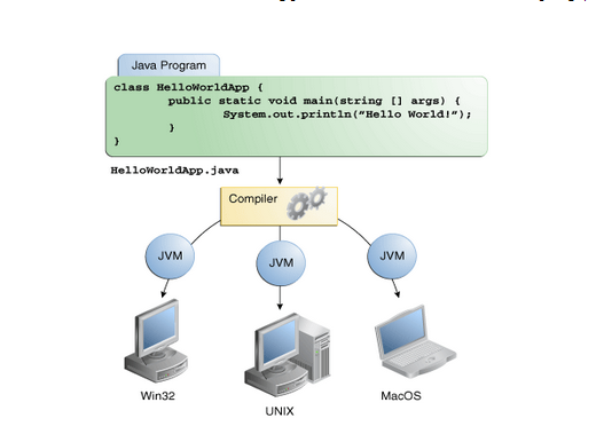 Java Program
class HelloWorldApp {
public static void main(string [] args) {
System.out.println("Hello World!");
}
}
HelloWorldApp.java
Compiler
JVM
JVM
JVM
Win32
UNIX
MacOS